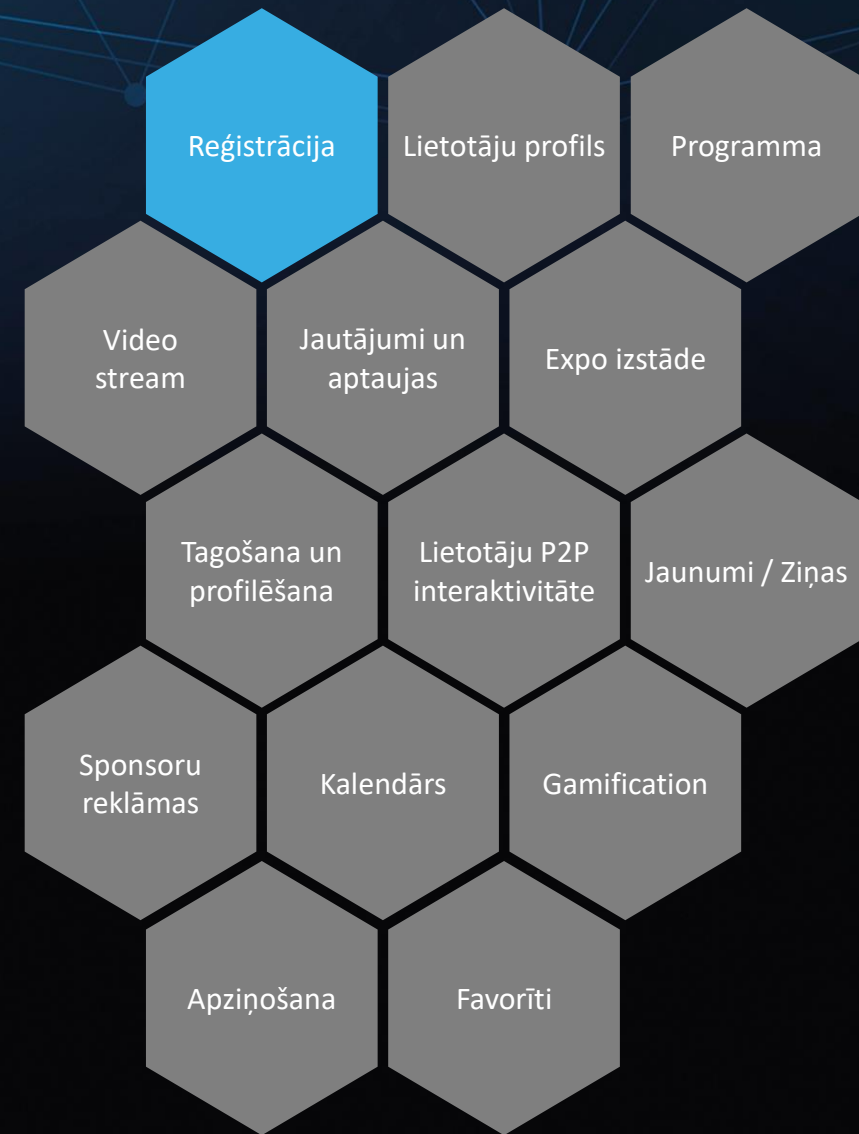 Reģistrācija
Lietotāju profils
Programma
Video
stream
Jautājumi un
aptaujas
Expo izstāde
Tagošana un
profilēšana
Lietotāju P2P
interaktivitāte
Jaunumi / Ziņas
Sponsoru
reklāmas
Kalendārs
Gamification
Apziņošana
Favorīti